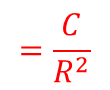 = C / R²